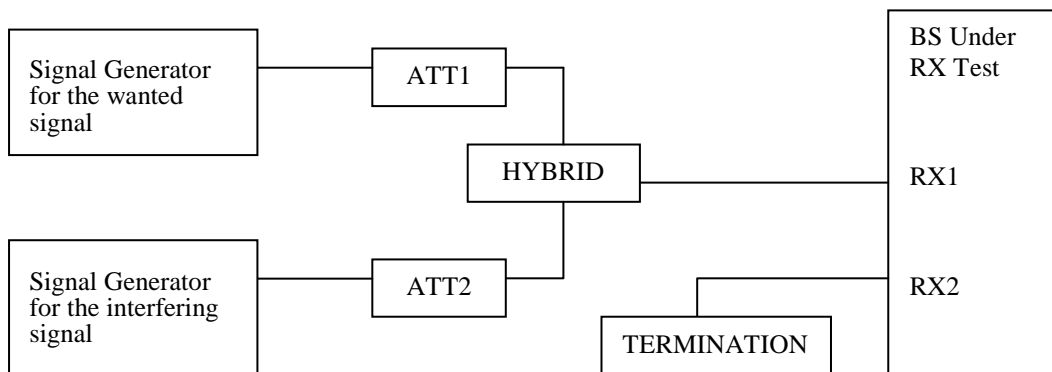 Signal Generator
for the wanted
signal
ATT1
HYBRID
BS Under
RX Test
RX1
Signal Generator
for the interfering
signal
ATT2
RX2
TERMINATION